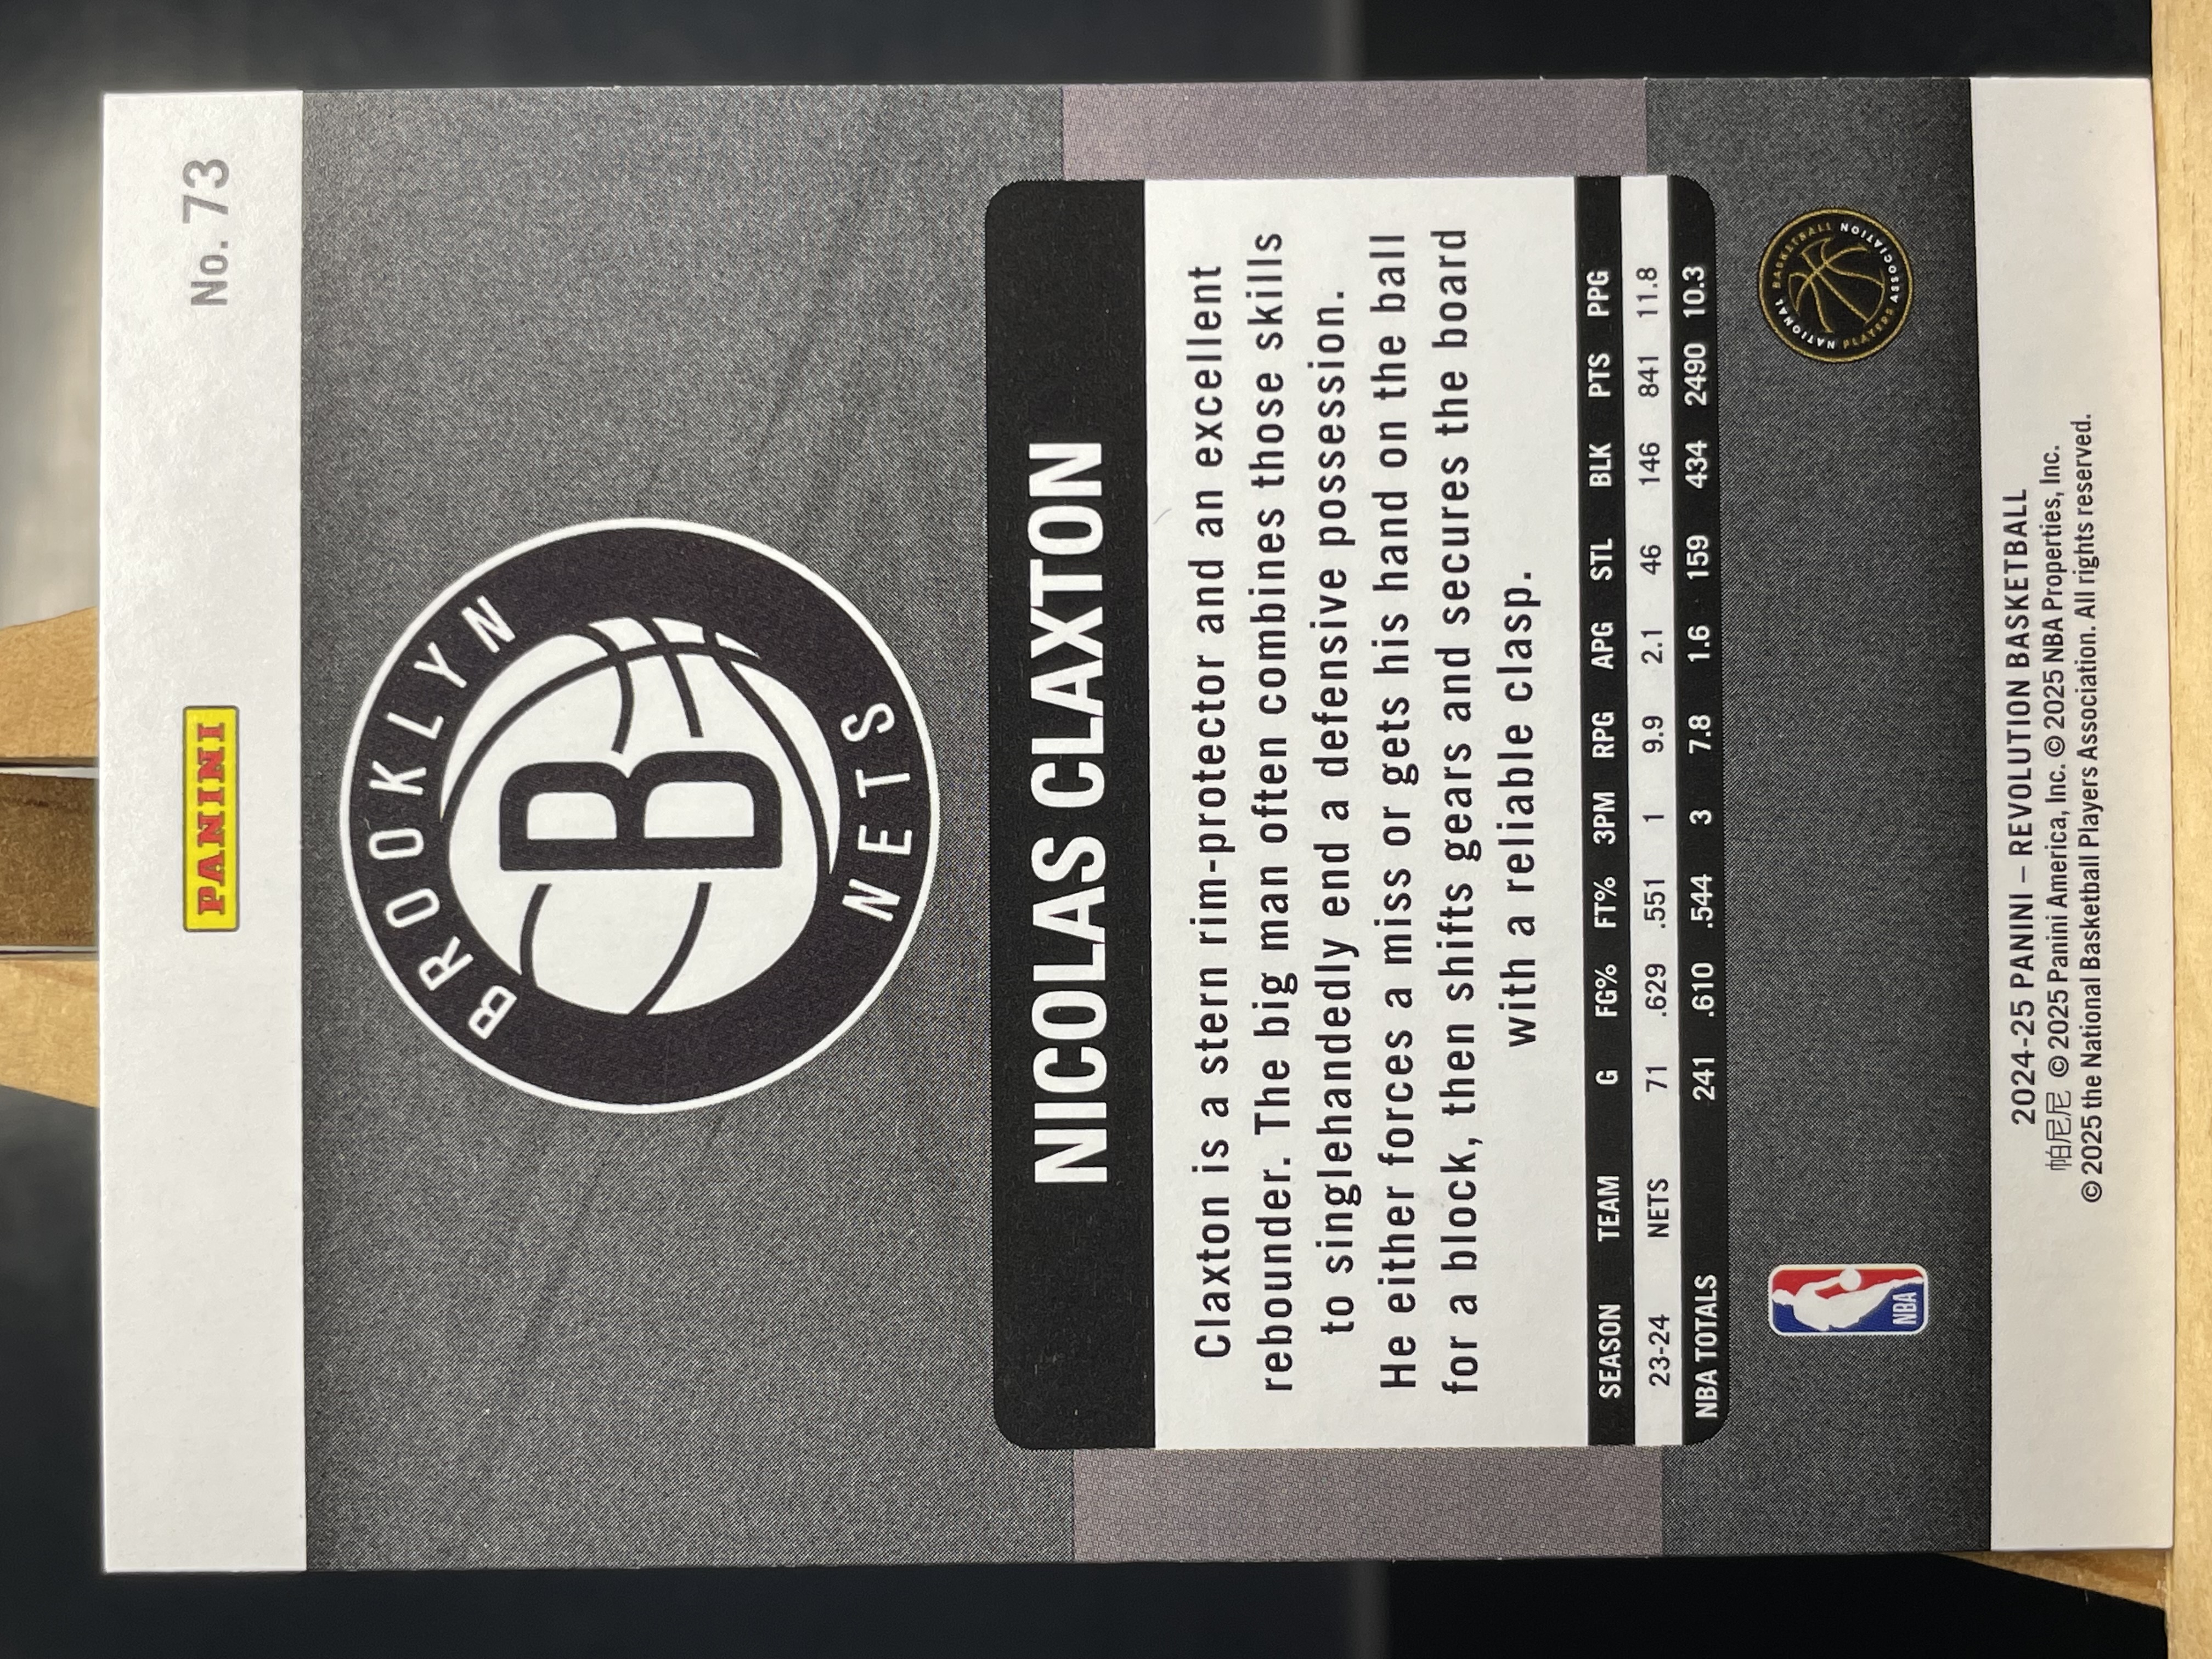 No. 73
PANINI
BROOKLYN
B
NETS
NICOLAS CLAXTON
Claxton is a stern rim-protector and an excellent
rebounder. The big man often combines those skills
to singlehandedly end a defensive possession.
He either forces a miss or gets his hand on the ball
for a block, then shifts gears and secures the board
with a reliable clasp.
SEASON TEAM G FG% FT% 3PM RPG APG STL BLK PTS PPG
23-24 NETS 71 .629 .551 1 9.9 2.1 46 146 841 11.8
NBA TOTALS 241 .610 .544 3 7.8 1.6 159 434 2490 10.3
NBA
NATIONAL BASKETBALL ASSOCIATION PLAYERS
2024-25 PANINI – REVOLUTION BASKETBALL
帕尼尼 © 2025 Panini America, Inc. © 2025 NBA Properties, Inc.
© 2025 the National Basketball Players Association. All rights reserved.